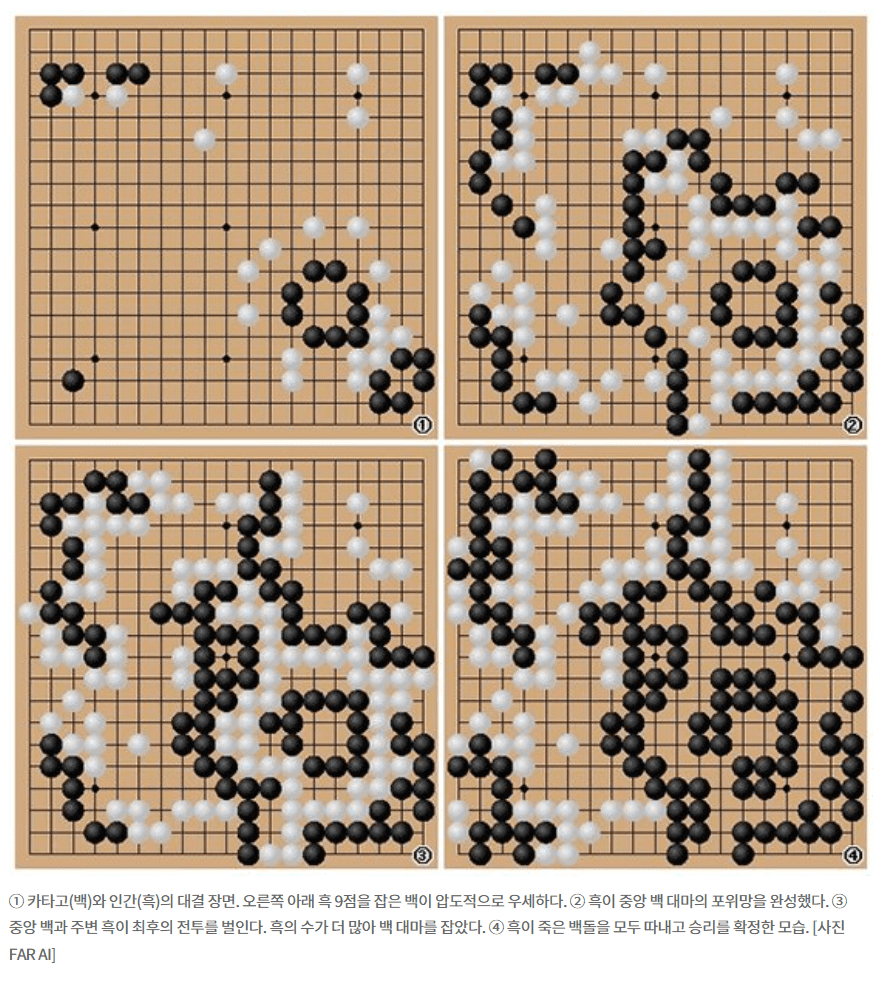 ①
②
③
④
① 카타고(백)와 인간(흑)의 대결 장면. 오른쪽 아래 흑 9점을 잡은 백이 압도적으로 우세하다. ② 흑이 중앙 백 대마의 포위망을 완성했다. ③
중앙 백과 주변 흑이 최후의 전투를 벌인다. 흑의 수가 더 많아 백 대마를 잡았다. ④ 흑이 죽은 백돌을 모두 따내고 승리를 확정한 모습. [사진
FAR AI]